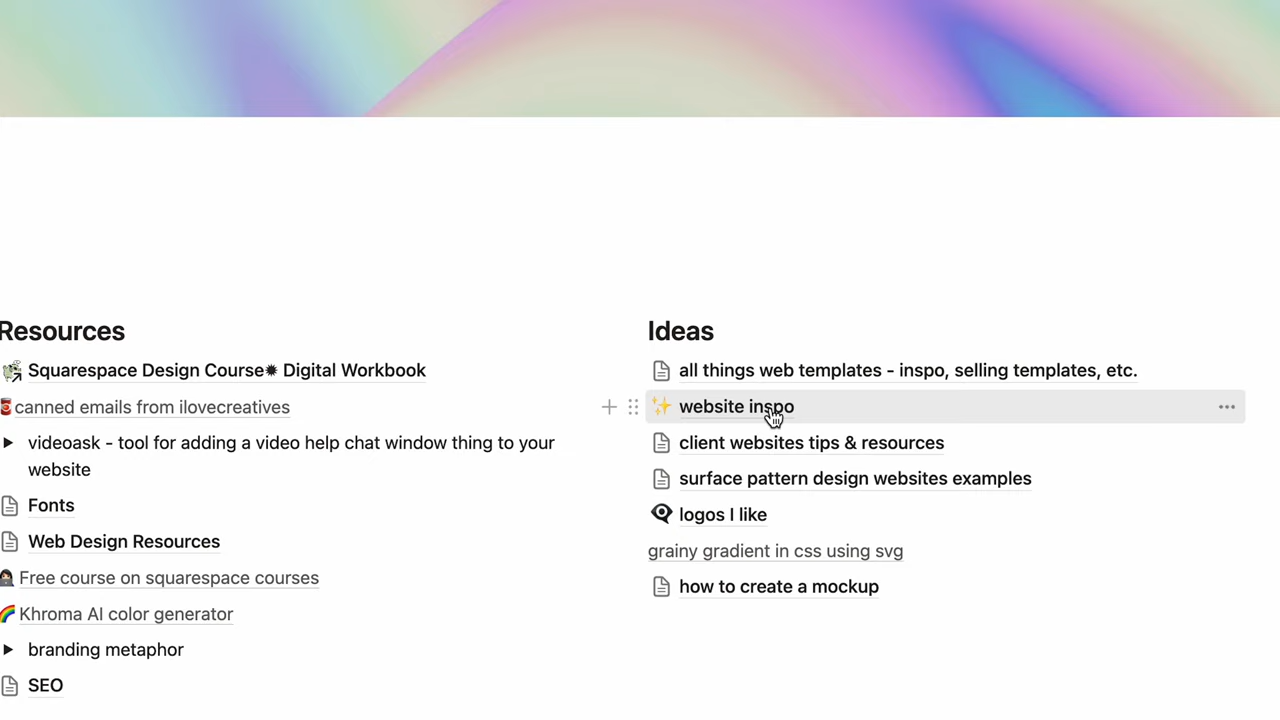 Resources
Squarespace Design Course✹ Digital Workbook
canned emails from ilovecreatives
videoask - tool for adding a video help chat window thing to your
website
Fonts
Web Design Resources
Free course on squarespace courses
Khroma AI color generator
branding metaphor
SEO
Ideas
all things web templates - inspo, selling templates, etc.
website inspo
client websites tips & resources
surface pattern design websites examples
logos I like
grainy gradient in css using svg
how to create a mockup